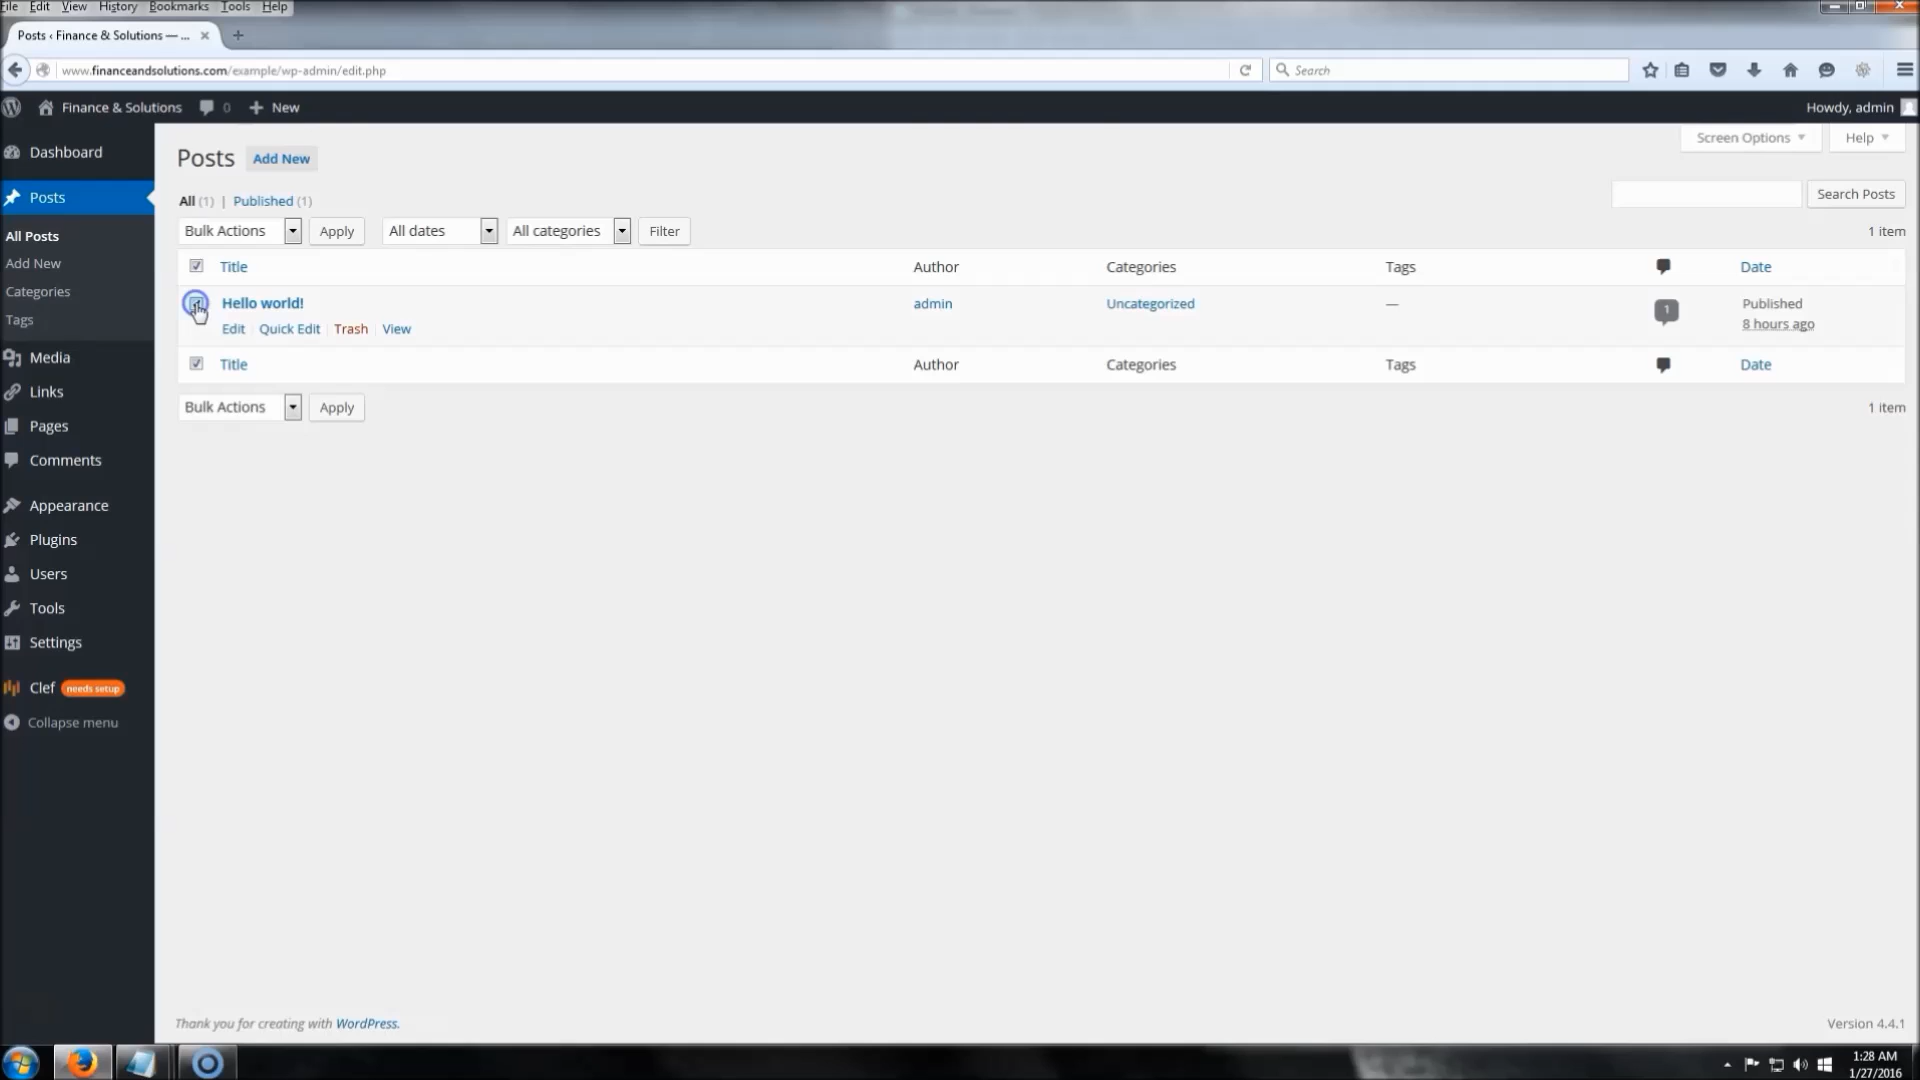 File Edit View History Bookmarks Tools Help
Posts ‹ Finance & Solutions — ...
www.financeandsolutions.com/example/wp-admin/edit.php
Search
Finance & Solutions 0 New
Howdy, admin
Dashboard
Posts
All Posts
Add New
Categories
Tags
Media
Links
Pages
Comments
Appearance
Plugins
Users
Tools
Settings
Clef needs setup
Collapse menu
Screen Options Help
Posts Add New
All (1) | Published (1)
Search Posts
Bulk Actions Apply All dates All categories Filter
1 item
Title Author Categories Tags Date
Hello world! admin Uncategorized — 1 Published
Edit | Quick Edit | Trash | View 8 hours ago
Title Author Categories Tags Date
Bulk Actions Apply
1 item
Thank you for creating with WordPress.
Version 4.4.1
1:28 AM
1/27/2016